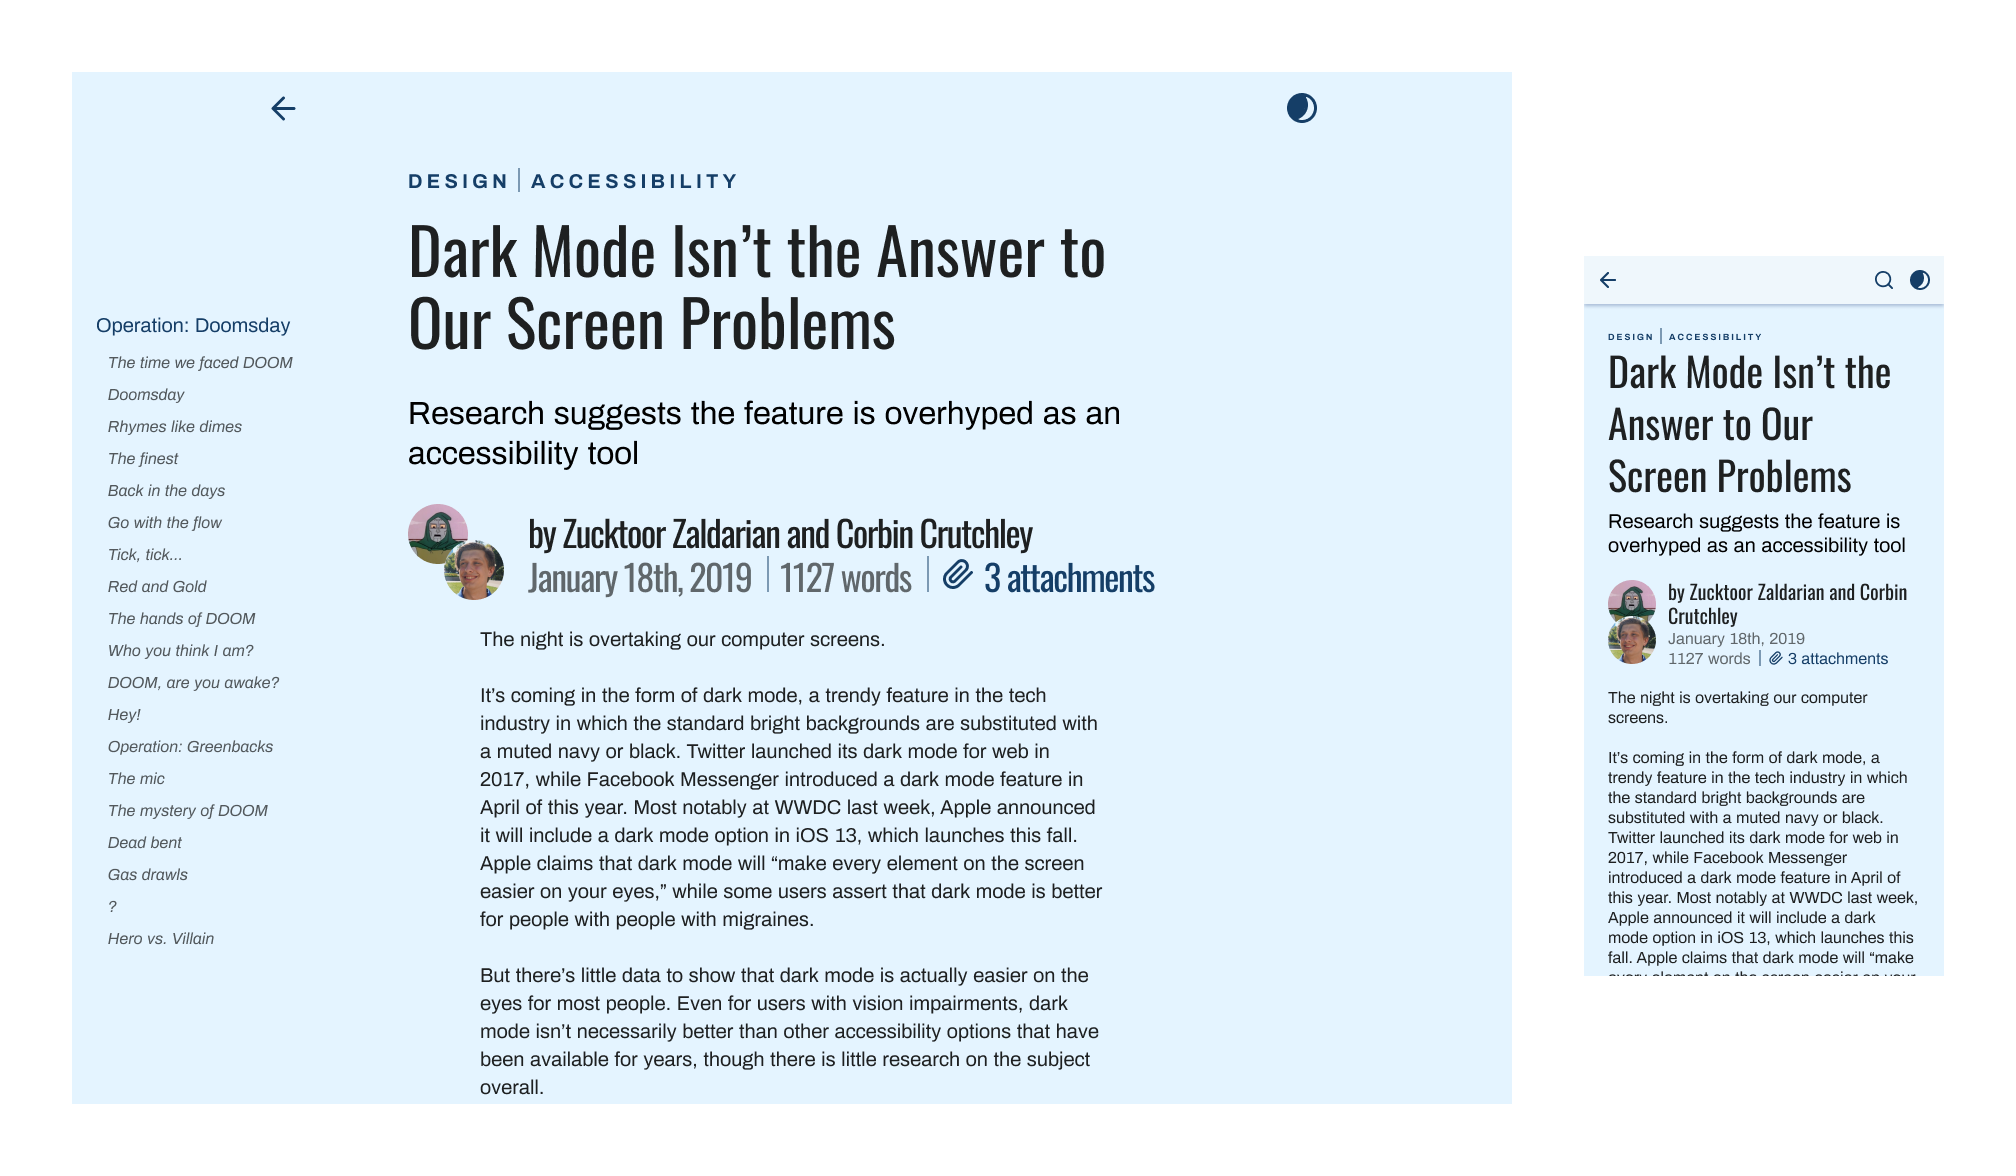 DESIGN | ACCESSIBILITY
Dark Mode Isn’t the Answer to
Our Screen Problems
Research suggests the feature is overhyped as an
accessibility tool
by Zucktoor Zaldarian and Corbin Crutchley
January 18th, 2019 | 1127 words | 3 attachments
Operation: Doomsday
The time we faced DOOM
Doomsday
Rhymes like dimes
The finest
Back in the days
Go with the flow
Tick, tick...
Red and Gold
The hands of DOOM
Who you think I am?
DOOM, are you awake?
Hey!
Operation: Greenbacks
The mic
The mystery of DOOM
Dead bent
Gas drawls
?
Hero vs. Villain
The night is overtaking our computer screens.
It’s coming in the form of dark mode, a trendy feature in the tech
industry in which the standard bright backgrounds are substituted with
a muted navy or black. Twitter launched its dark mode for web in
2017, while Facebook Messenger introduced a dark mode feature in
April of this year. Most notably at WWDC last week, Apple announced
it will include a dark mode option in iOS 13, which launches this fall.
Apple claims that dark mode will “make every element on the screen
easier on your eyes,” while some users assert that dark mode is better
for people with people with migraines.
But there’s little data to show that dark mode is actually easier on the
eyes for most people. Even for users with vision impairments, dark
mode isn’t necessarily better than other accessibility options that have
been available for years, though there is little research on the subject
overall.
DESIGN | ACCESSIBILITY
Dark Mode Isn’t the
Answer to Our
Screen Problems
Research suggests the feature is
overhyped as an accessibility tool
by Zucktoor Zaldarian and Corbin
Crutchley
January 18th, 2019
1127 words | 3 attachments
The night is overtaking our computer
screens.
It’s coming in the form of dark mode, a
trendy feature in the tech industry in which
the standard bright backgrounds are
substituted with a muted navy or black.
Twitter launched its dark mode for web in
2017, while Facebook Messenger
introduced a dark mode feature in April of
this year. Most notably at WWDC last week,
Apple announced it will include a dark
mode option in iOS 13, which launches this
fall. Apple claims that dark mode will “make
every element on the screen easier on your